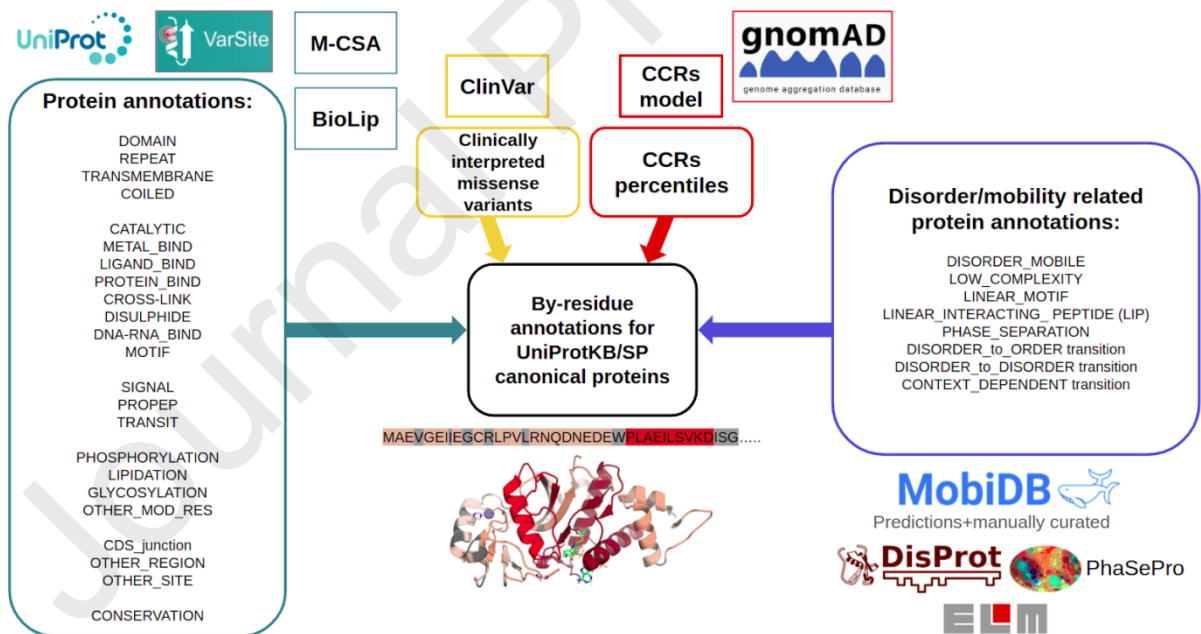 UniProt
VarSite
M-CSA
BioLip
Protein annotations:
DOMAIN
REPEAT
TRANSMEMBRANE
COILED
CATALYTIC
METAL_BIND
LIGAND_BIND
PROTEIN_BIND
CROSS-LINK
DISULPHIDE
DNA-RNA_BIND
MOTIF
SIGNAL
PROPEP
TRANSIT
PHOSPHORYLATION
LIPIDATION
GLYCOSYLATION
OTHER_MOD_RES
CDS_junction
OTHER_REGION
OTHER_SITE
CONSERVATION
ClinVar
Clinically
interpreted
missense
variants
CCRs
model
CCRs
percentiles
gnomAD
genome aggregation database
By-residue
annotations for
UniProtKB/SP
canonical proteins
MAEVGEIIEGCRLPVLRNQDNEDEWPLAEILSVKDISG.....
Disorder/mobility related
protein annotations:
DISORDER_MOBILE
LOW_COMPLEXITY
LINEAR_MOTIF
LINEAR_INTERACTING_ PEPTIDE (LIP)
PHASE_SEPARATION
DISORDER_to_ORDER transition
DISORDER_to_DISORDER transition
CONTEXT_DEPENDENT transition
MobiDB
Predictions+manually curated
DisProt
PhaSePro
ELM
Journal Pr